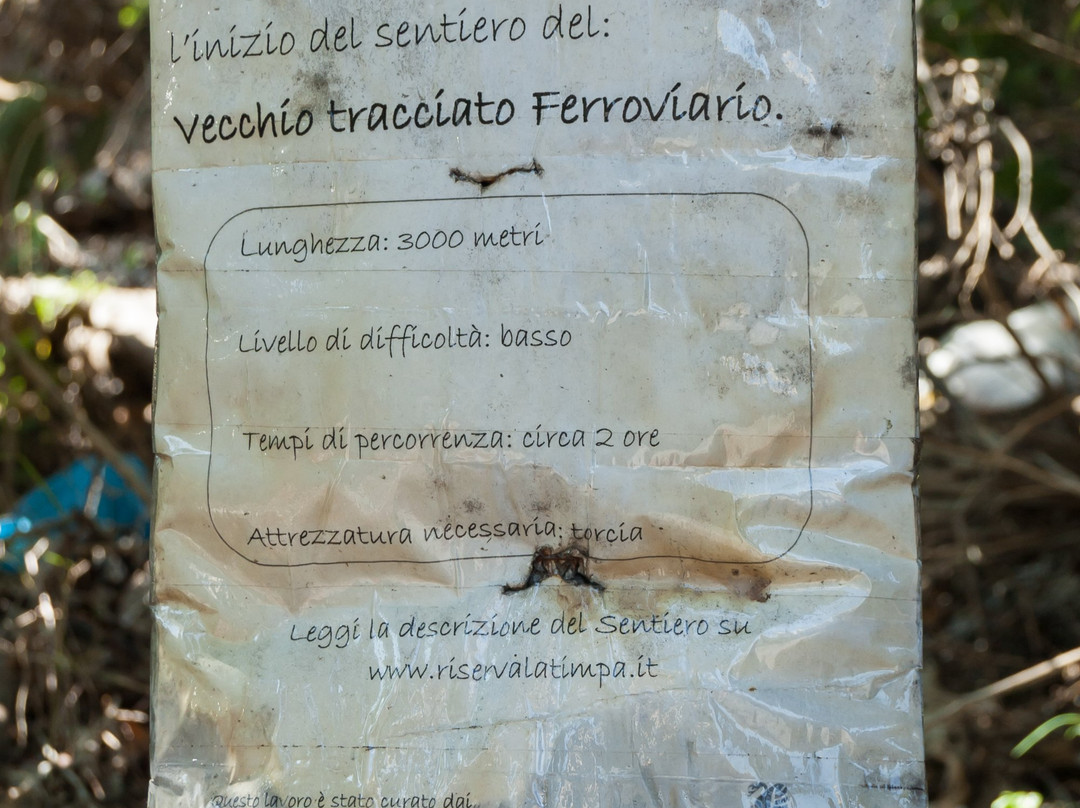 l'inizio del sentiero del:
vecchio tracciato Ferroviario.
Lunghezza: 3000 metri
Livello di difficoltà: basso
Tempi di percorrenza: circa 2 ore
Attrezzatura necessaria: torcia
Leggi la descrizione del Sentiero su
www.riservalatimpa.it
Questo lavoro è stato curato dai